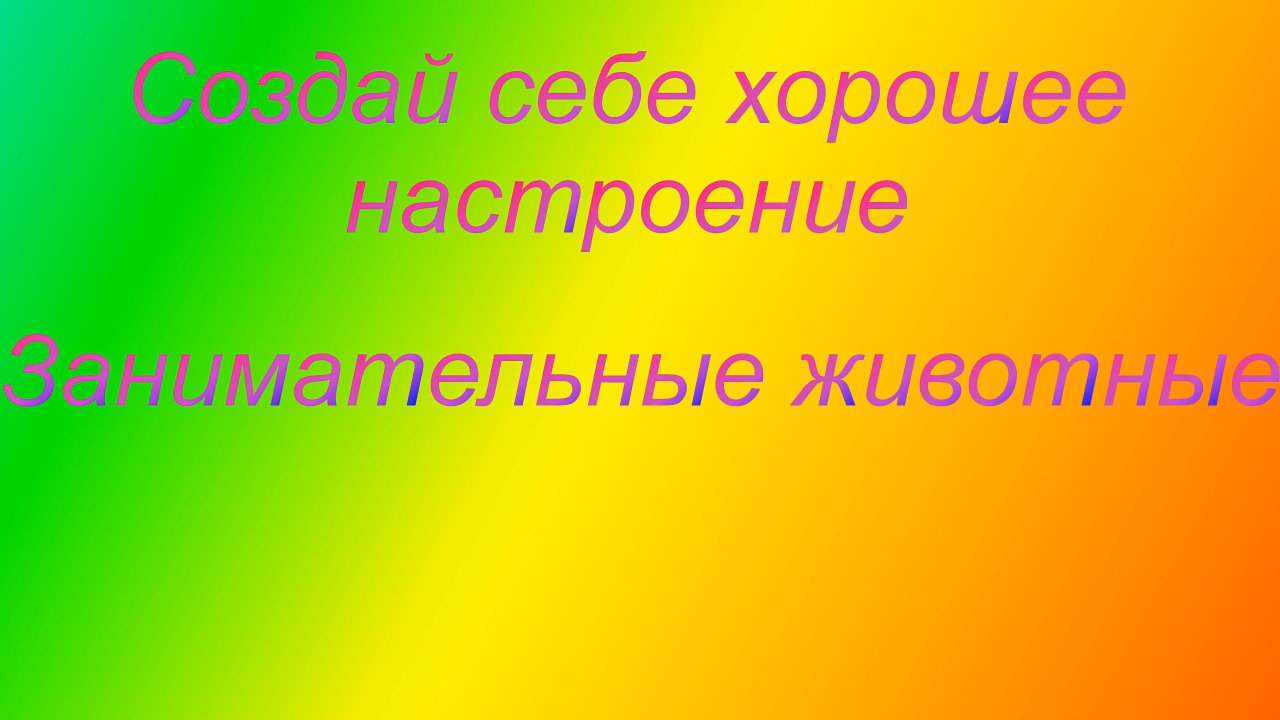 Создай себе хорошее
настроение
Занимательные животные